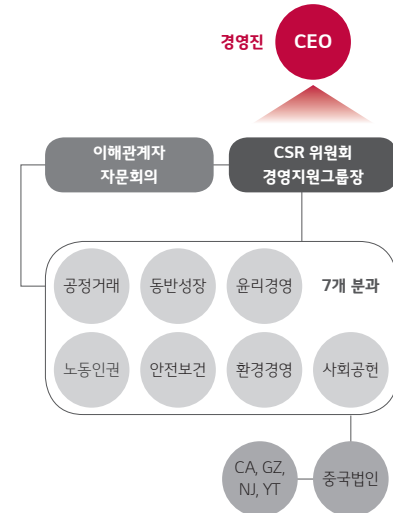 경영진
CEO
이해관계자
자문회의
CSR 위원회
경영지원그룹장
공정거래
동반성장
윤리경영
7개 분과
노동인권
안전보건
환경경영
사회공헌
CA, GZ,
NJ, YT
중국법인